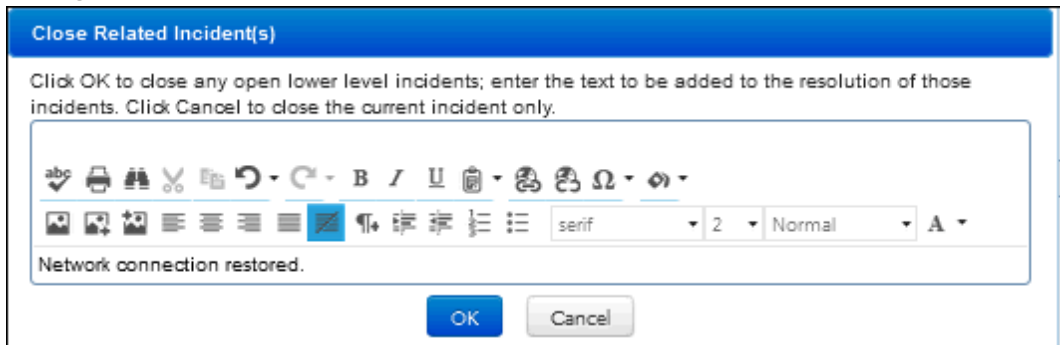 Close Related Incident(s)
Click OK to close any open lower level incidents; enter the text to be added to the resolution of those
incidents. Click Cancel to close the current incident only.
abc B I U Ω
serif 2 Normal A
Network connection restored.
OK Cancel